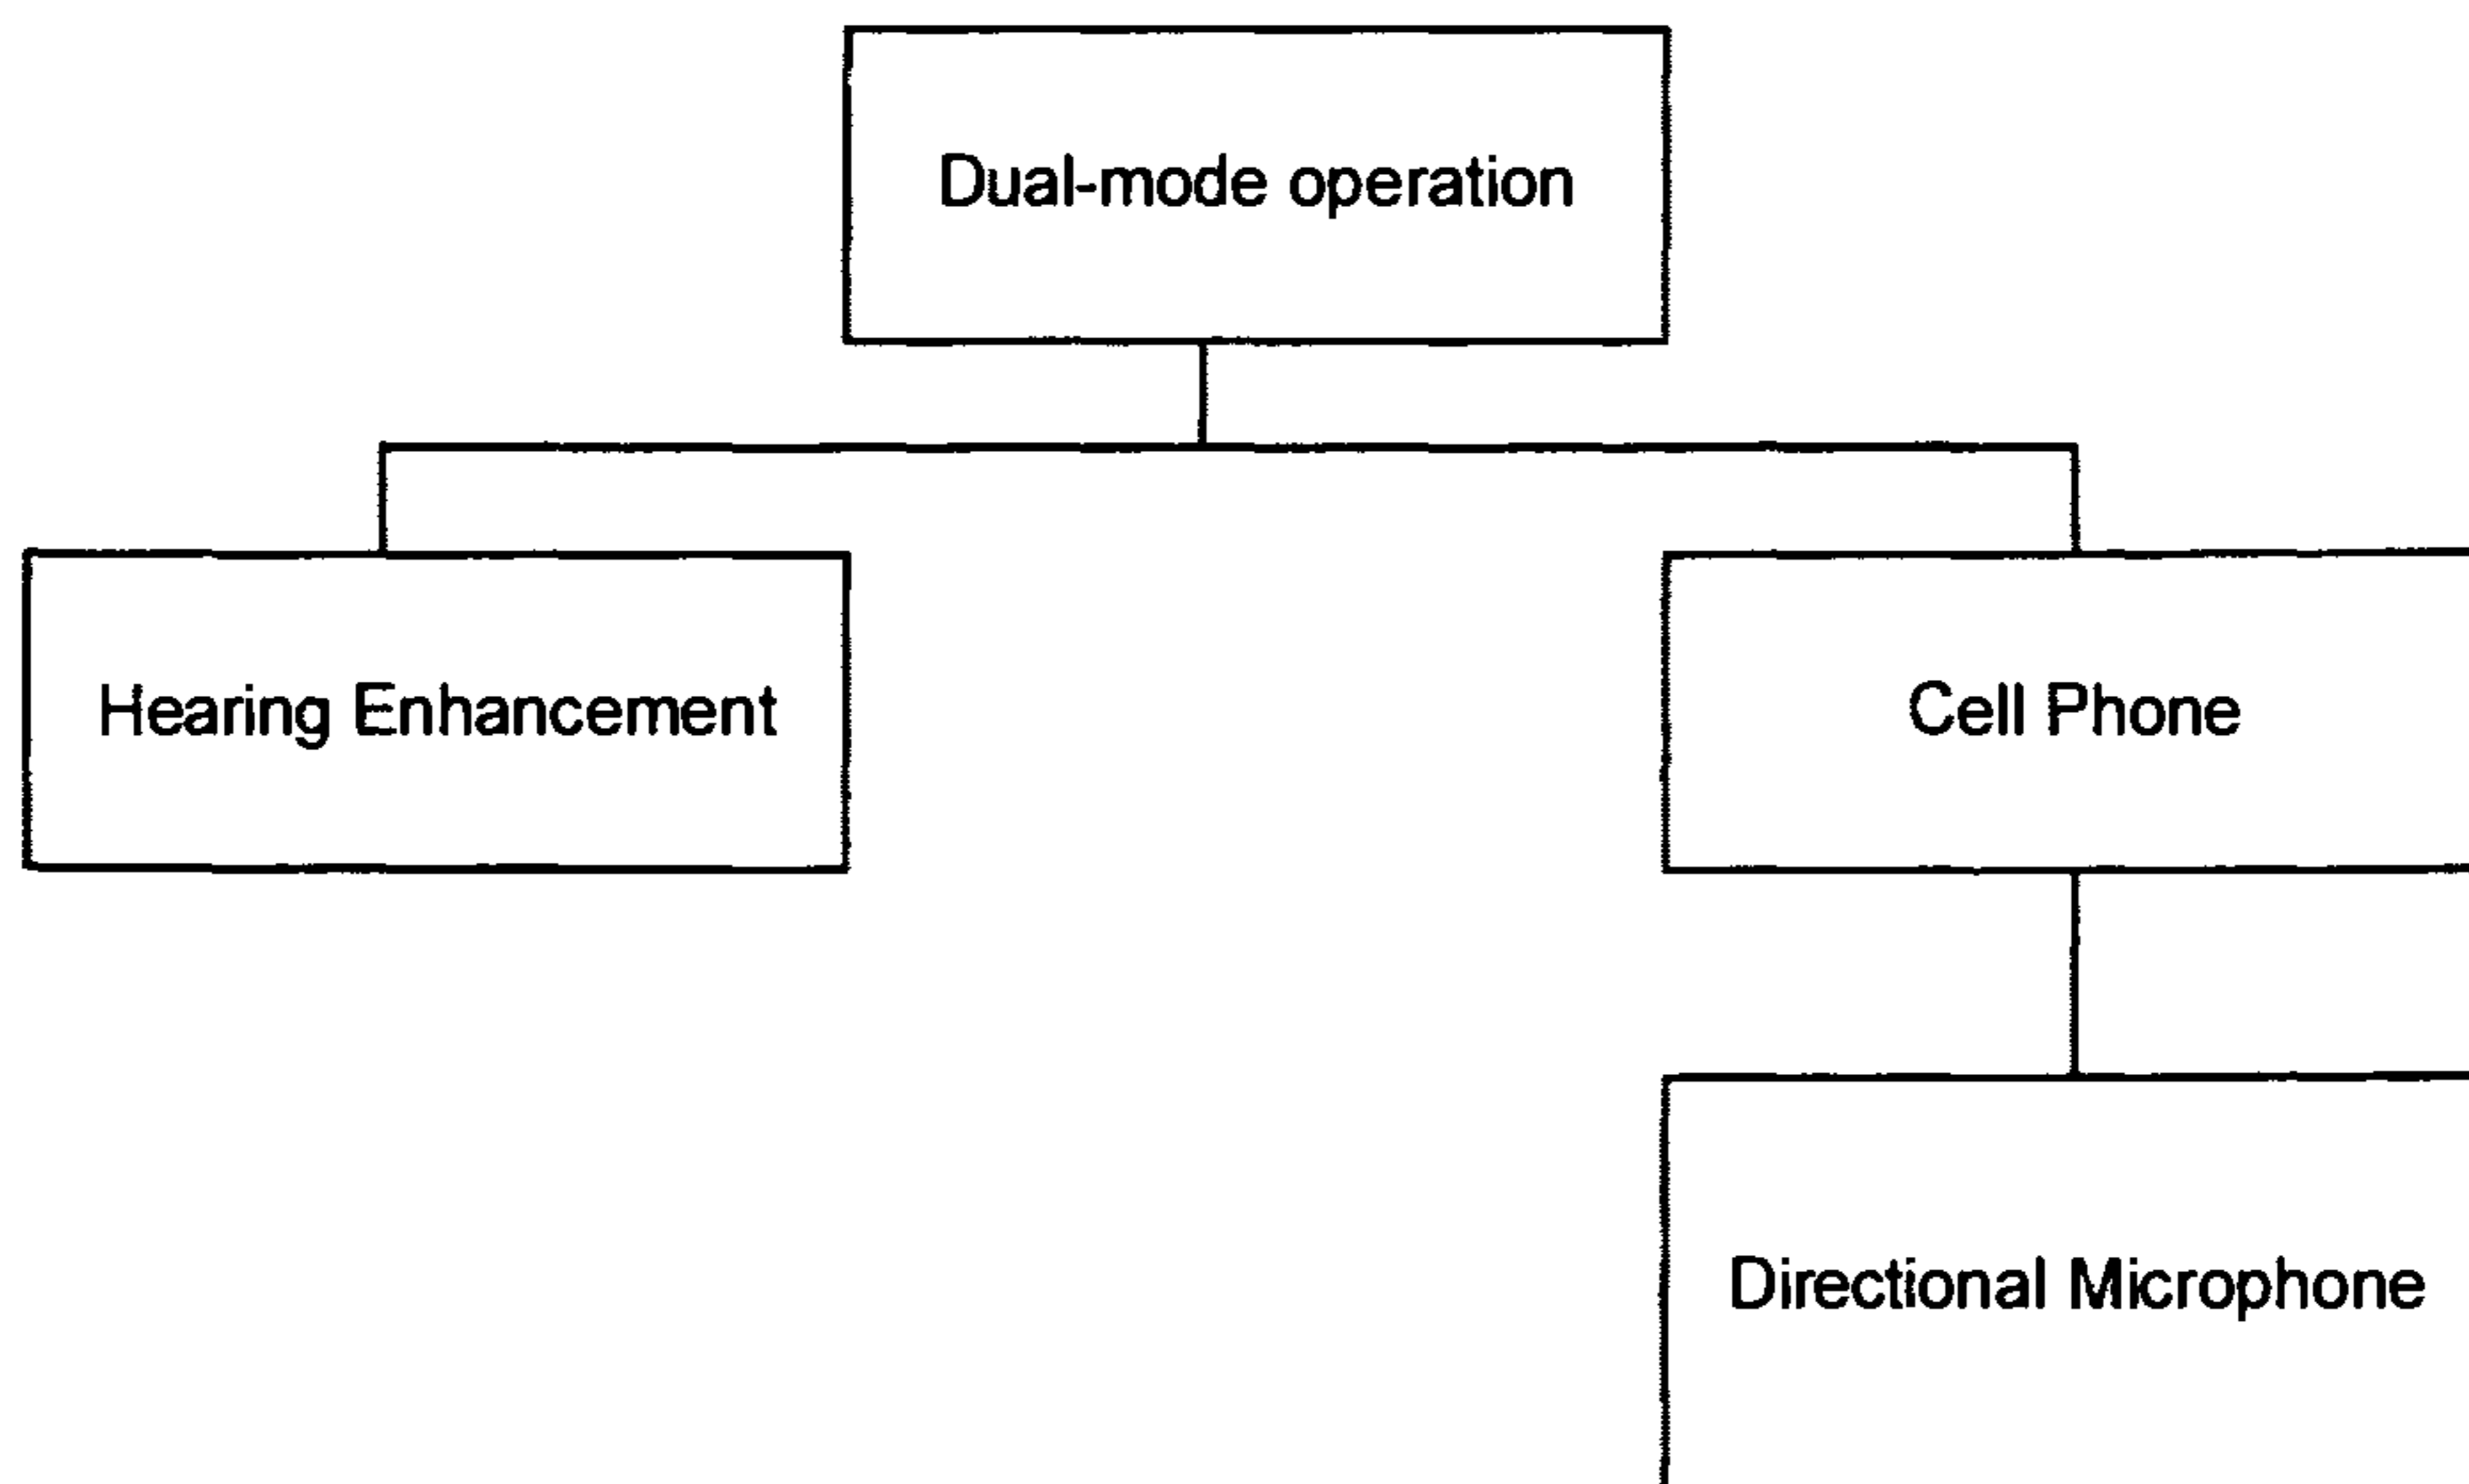 Dual-mode operation
Hearing Enhancement
Cell Phone
Directional Microphone